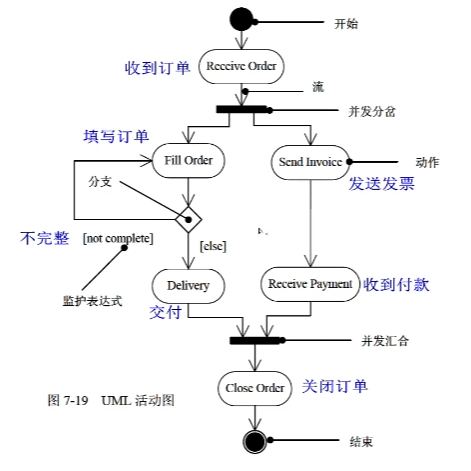 开始
收到订单 Receive Order
流
并发分岔
填写订单
Fill Order
Send Invoice
动作
分支
发送发票
不完整 [not complete]
[else]
监护表达式
Delivery
Receive Payment 收到付款
交付
并发汇合
Close Order 关闭订单
图 7-19 UML 活动图
结束